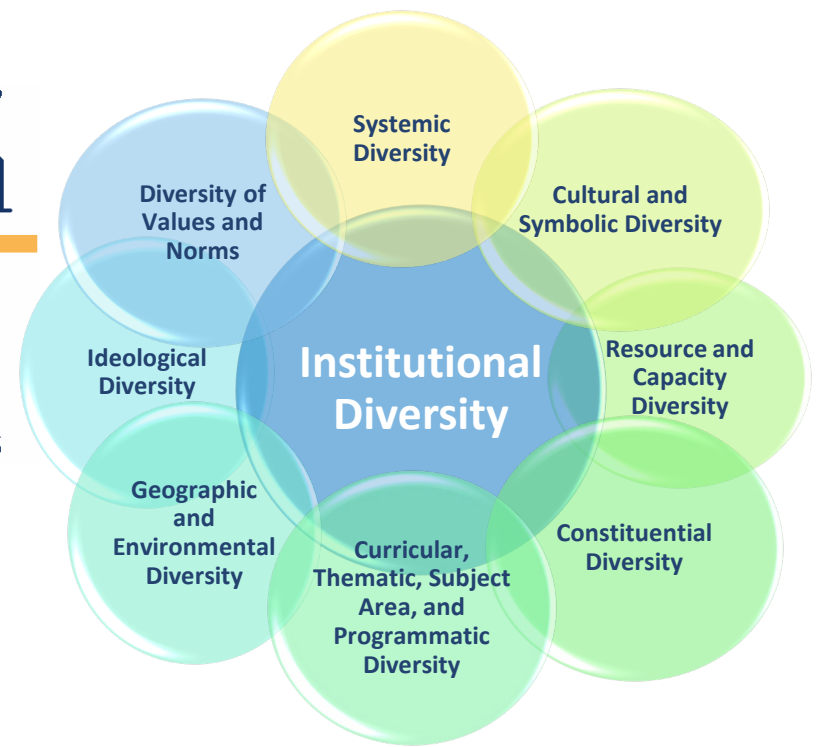 Systemic
Diversity
Cultural and
Symbolic Diversity
Resource and
Capacity
Diversity
Constituential
Diversity
Curricular,
Thematic, Subject
Area, and
Programmatic
Diversity
Geographic
and
Environmental
Diversity
Ideological
Diversity
Diversity of
Values and
Norms
Institutional
Diversity